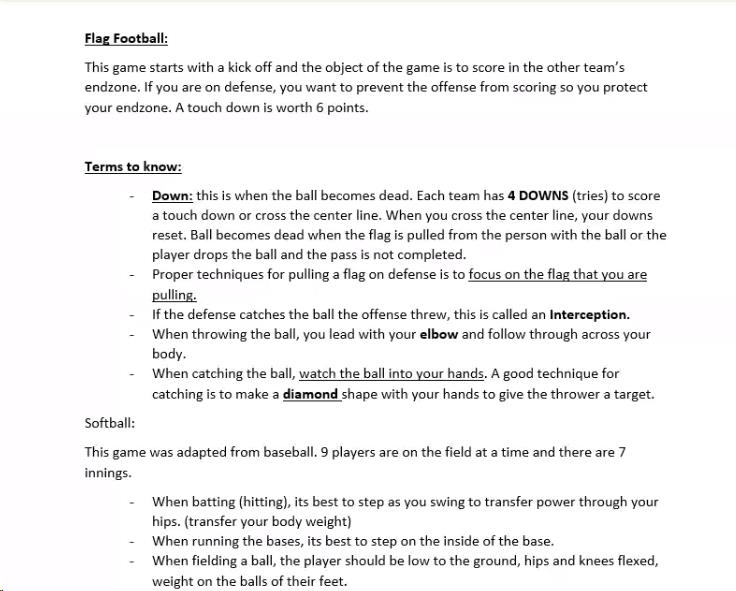 Flag Football:
This game starts with a kick off and the object of the game is to score in the other team's
endzone. If you are on defense, you want to prevent the offense from scoring so you protect
your endzone. A touch down is worth 6 points.
Terms to know:
- Down: this is when the ball becomes dead. Each team has 4 DOWNS (tries) to score
a touch down or cross the center line. When you cross the center line, your downs
reset. Ball becomes dead when the flag is pulled from the person with the ball or the
player drops the ball and the pass is not completed.
- Proper techniques for pulling a flag on defense is to focus on the flag that you are
pulling.
- If the defense catches the ball the offense threw, this is called an Interception.
- When throwing the ball, you lead with your elbow and follow through across your
body.
- When catching the ball, watch the ball into your hands. A good technique for
catching is to make a diamond shape with your hands to give the thrower a target.
Softball:
This game was adapted from baseball. 9 players are on the field at a time and there are 7
innings.
- When batting (hitting), its best to step as you swing to transfer power through your
hips. (transfer your body weight)
- When running the bases, its best to step on the inside of the base.
- When fielding a ball, the player should be low to the ground, hips and knees flexed,
weight on the balls of their feet.